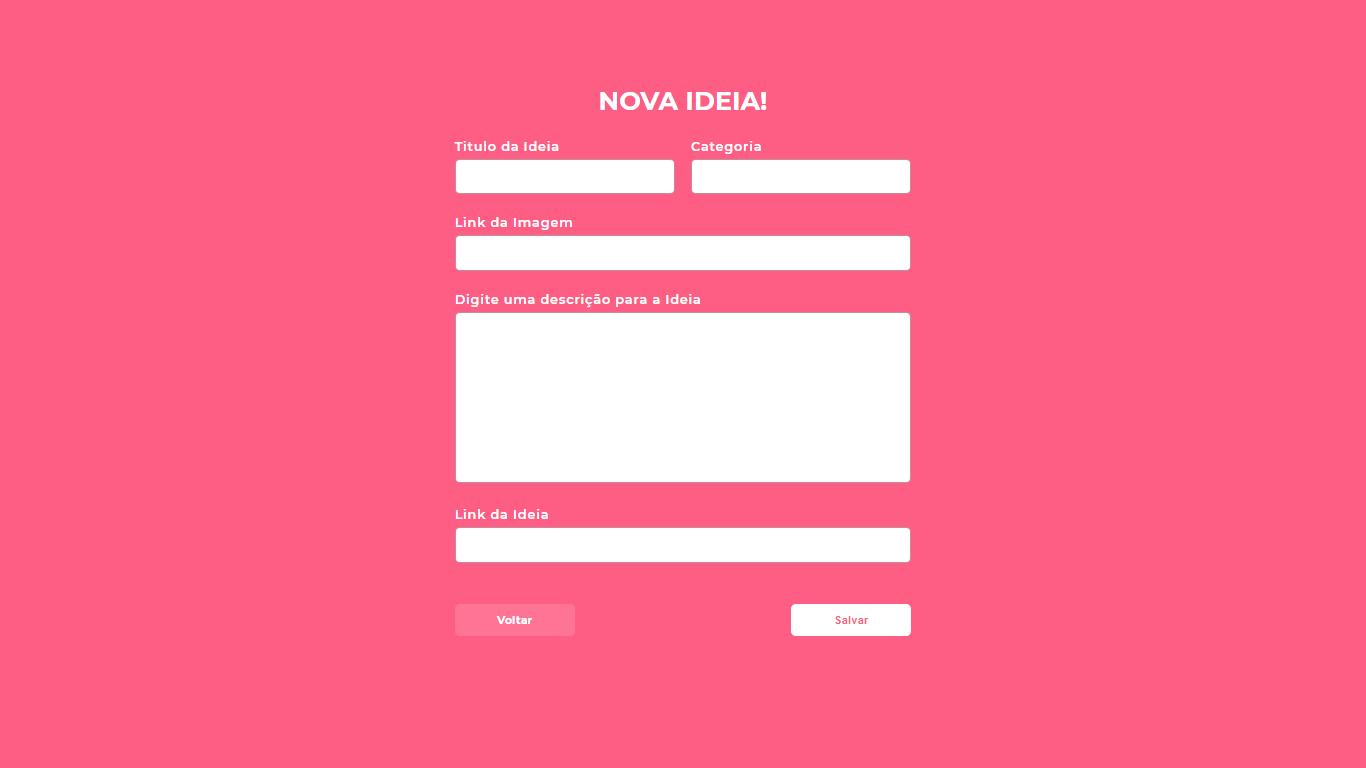 NOVA IDEIA!
Titulo da Ideia
Categoria
Link da Imagem
Digite uma descrição para a Ideia
Link da Ideia
Voltar
Salvar